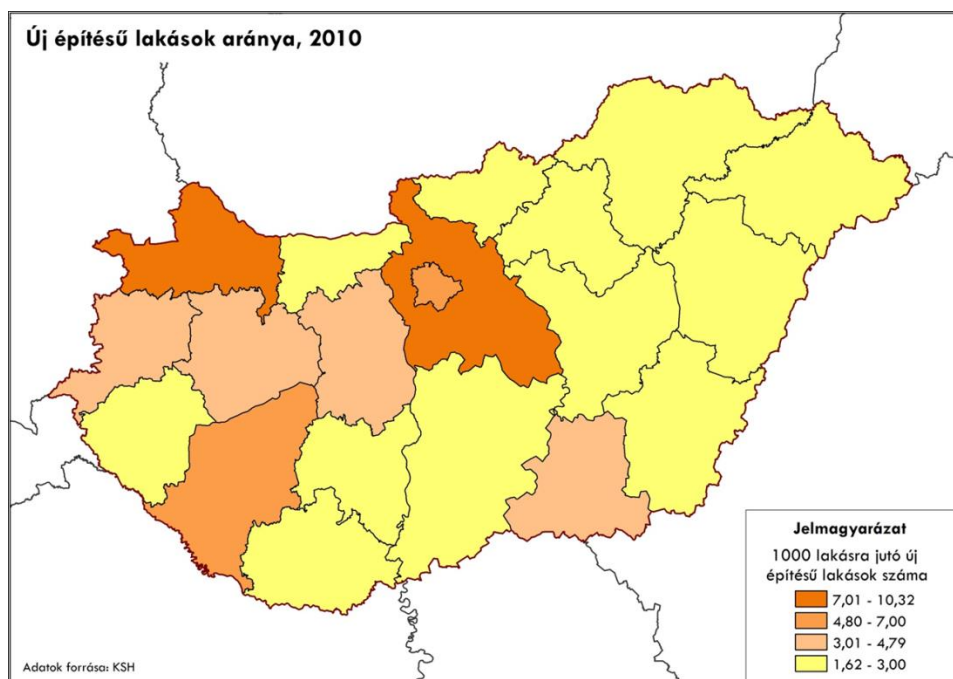 Új építésű lakások aránya, 2010
Jelmagyarázat
1000 lakásra jutó új
építésű lakások száma
7,01 - 10,32
4,80 - 7,00
3,01 - 4,79
1,62 - 3,00
Adatok forrása: KSH